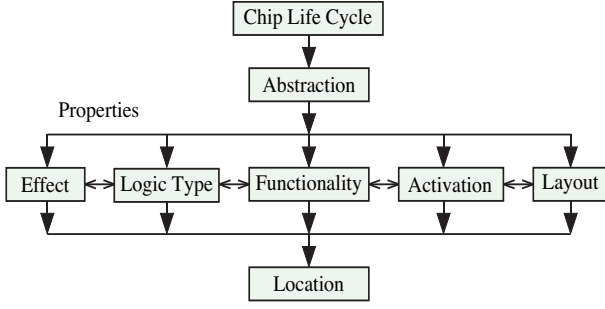 Chip Life Cycle
Abstraction
Properties
Effect
Logic Type
Functionality
Activation
Layout
Location